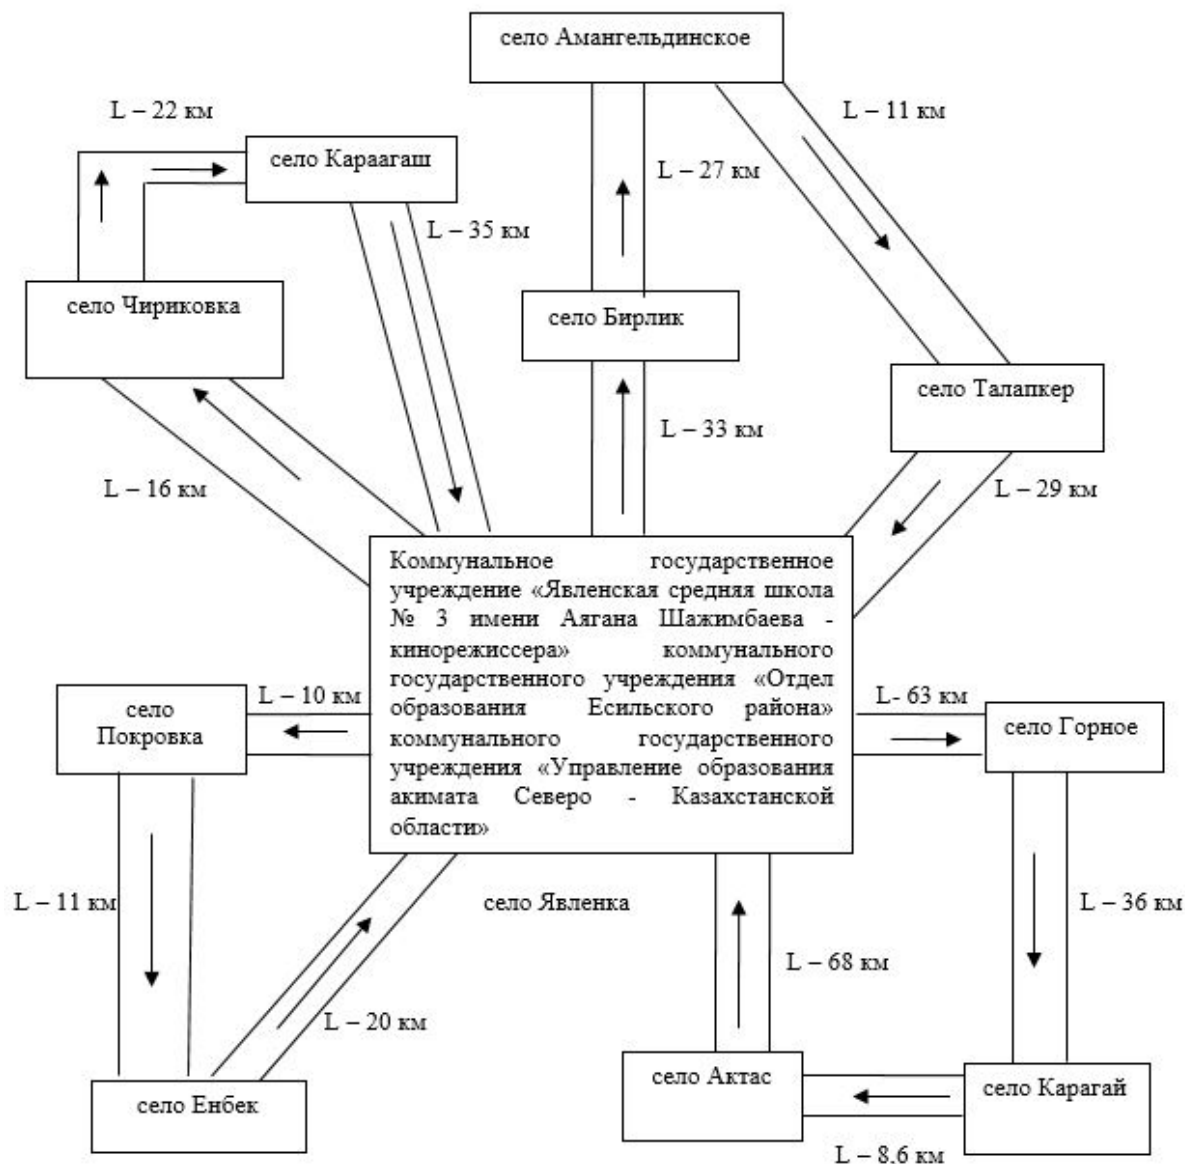 село Амангельдинское
L – 22 км
L – 11 км
село Караагаш
L – 27 км
L – 35 км
село Чириковка
село Бирлик
село Талапкер
L – 33 км
L – 16 км
L – 29 км
Коммунальное государственное
учреждение «Явленская средняя школа
№ 3 имени Аягана Шажимбаева -
кинорежиссера» коммунального
государственного учреждения «Отдел
образования Есильского района»
коммунального государственного
учреждения «Управление образования
акимата Северо - Казахстанской
области»
L – 10 км
L- 63 км
село
Покровка
село Горное
L – 11 км
село Явленка
L – 36 км
L – 68 км
L – 20 км
село Актас
село Карагай
село Енбек
L – 8,6 км